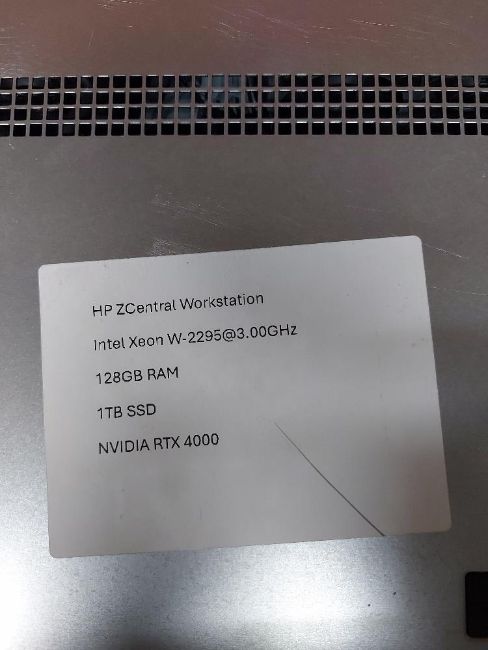 HP ZCentral Workstation
Intel Xeon W-2295@3.00GHz
128GB RAM
1TB SSD
NVIDIA RTX 4000